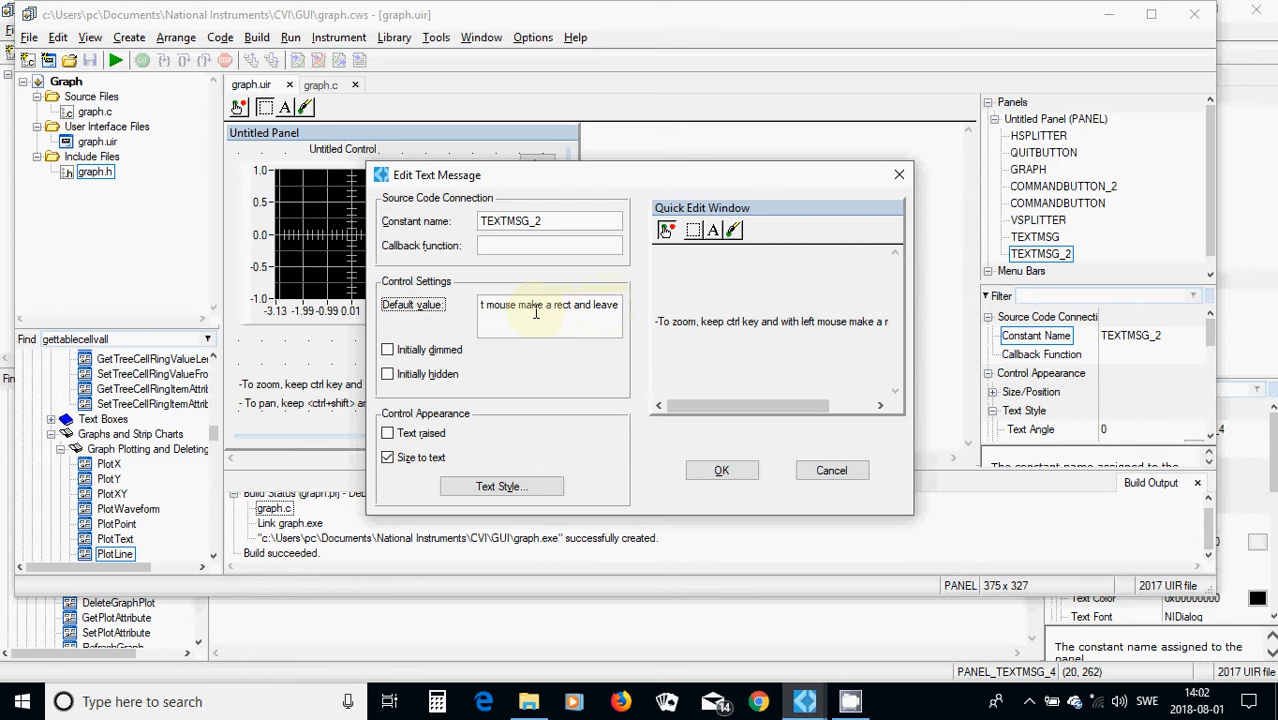 c:\Users\pc\Documents\National Instruments\CVI\GUI\graph.cws - [graph.uir]
File Edit View Create Arrange Code Build Run Instrument Library Tools Window Options Help
Graph
Source Files
graph.c
User Interface Files
graph.uir
Include Files
graph.h
Find gettablecellvall
GetTreeCellRingValueLen
SetTreeCellRingValueFrom
GetTreeCellRingItemAttrib
SetTreeCellRingItemAttrib
Text Boxes
Graphs and Strip Charts
Graph Plotting and Deleting
PlotX
PlotY
PlotXY
PlotWaveform
PlotPoint
PlotText
PlotLine
DeleteGraphPlot
GetPlotAttribute
SetPlotAttribute
RefreshGraph
graph.uir graph.c
Untitled Panel
Untitled Control
1.0
0.5
0.0
-0.5
-1.0
-3.13 -1.99 -0.99 0.
-To zoom, keep ctrl key and
-To pan, keep <ctrl+shift> ar
Edit Text Message
Source Code Connection
Constant name: TEXTMSG_2
Callback function:
Control Settings
Default value: t mouse make a rect and leave
Initially dimmed
Initially hidden
Control Appearance
Text raised
Size to text
Text Style...
Quick Edit Window
-To zoom, keep ctrl key and with left mouse make a r
OK Cancel
Panels
Untitled Panel (PANEL)
HSPLITTER
QUITBUTTON
GRAPH
COMMANDBUTTON_2
VSPLITTER
TEXTMSG
TEXTMSG_2
Menu Bars
Filter
Source Code Connecti
Constant Name TEXTMSG_2
Callback Function
Control Appearance
Size/Position
Text Style
Text Angle 0
Build Output
graph.c
Link graph.exe
"c:\Users\pc\Documents\National Instruments\CVI\GUI\graph.exe" successfully created.
Build succeeded.
PANEL 375 x 327 2017 UIR file
Text Color 0x00000000
Text Font NIDialog
The constant name assigned to the
panel
PANEL_TEXTMSG_4 (20, 262) 2017 UIR file
Type here to search
14
SWE
14:02
2018-08-01